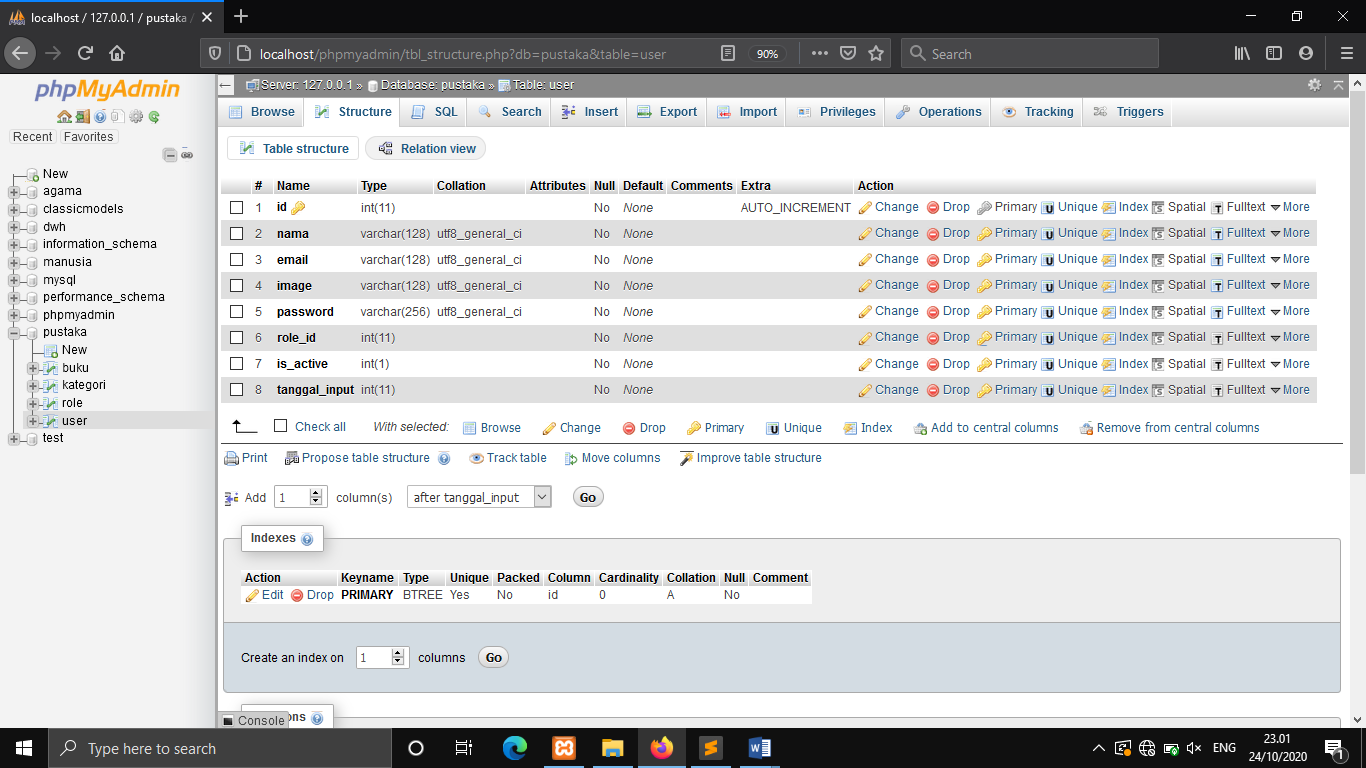 localhost / 127.0.0.1 / pustaka /
localhost/phpmyadmin/tbl_structure.php?db=pustaka&table=user
90%
Search
phpMyAdmin
Recent Favorites
New
agama
classicmodels
dwh
information_schema
manusia
mysql
performance_schema
phpmyadmin
pustaka
New
buku
kategori
role
user
test
Server: 127.0.0.1 » Database: pustaka » Table: user
Browse Structure SQL Search Insert Export Import Privileges Operations Tracking Triggers
Table structure Relation view
# Name Type Collation Attributes Null Default Comments Extra Action
1 id int(11) No None AUTO_INCREMENT Change Drop Primary Unique Index Spatial Fulltext More
2 nama varchar(128) utf8_general_ci No None Change Drop Primary Unique Index Spatial Fulltext More
3 email varchar(128) utf8_general_ci No None Change Drop Primary Unique Index Spatial Fulltext More
4 image varchar(128) utf8_general_ci No None Change Drop Primary Unique Index Spatial Fulltext More
5 password varchar(256) utf8_general_ci No None Change Drop Primary Unique Index Spatial Fulltext More
6 role_id int(11) No None Change Drop Primary Unique Index Spatial Fulltext More
7 is_active int(1) No None Change Drop Primary Unique Index Spatial Fulltext More
8 tanggal_input int(11) No None Change Drop Primary Unique Index Spatial Fulltext More
Check all With selected: Browse Change Drop Primary Unique Index Add to central columns Remove from central columns
Print Propose table structure Track table Move columns Improve table structure
Add 1 column(s) after tanggal_input Go
Indexes
Action Keyname Type Unique Packed Column Cardinality Collation Null Comment
Edit Drop PRIMARY BTREE Yes No id 0 A No
Create an index on 1 columns Go
Console
Type here to search
ENG
23.01
24/10/2020
1